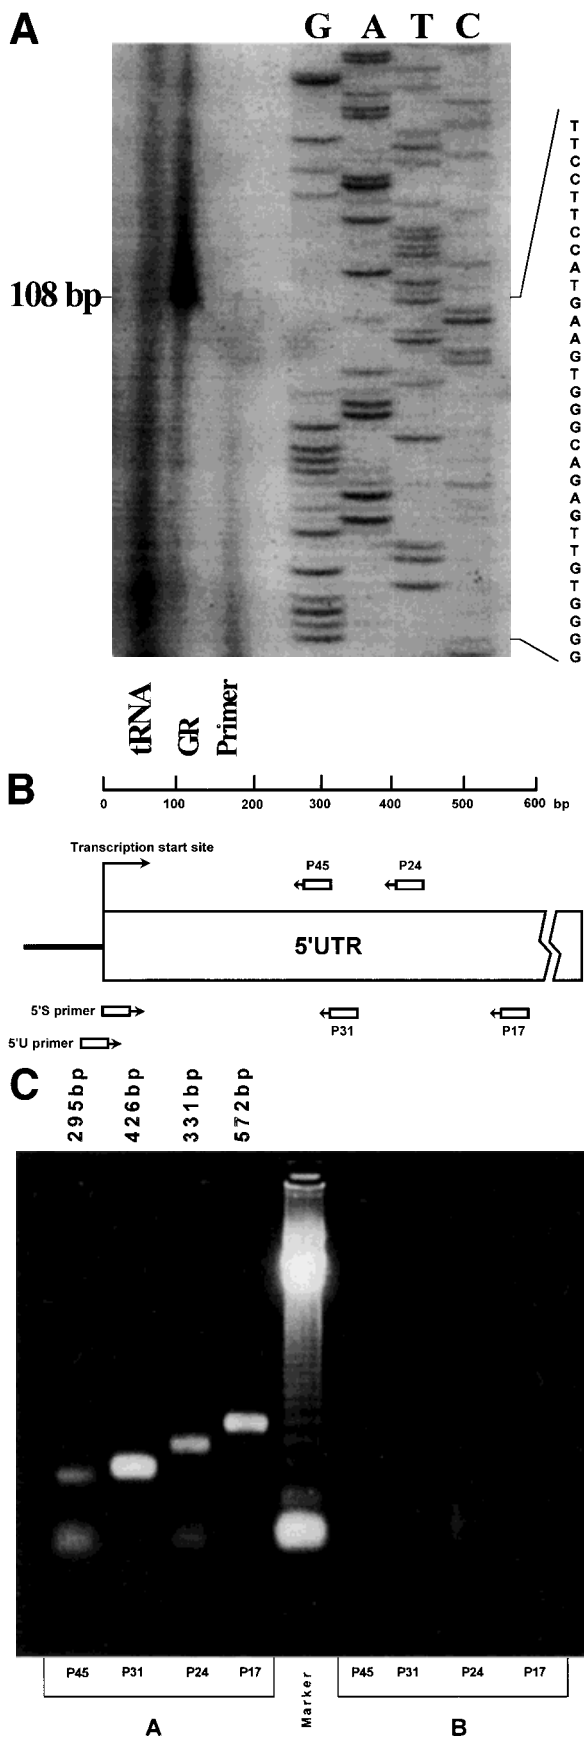 A
G A T C
108 bp
TTCCTTCCATGAAGTGGGCAGAGTTGTGGGG
tRNA
GR
Primer
B
0 100 200 300 400 500 600 bp
Transcription start site
P45 P24
5'UTR
5'S primer
P31 P17
5'U primer
C
295bp
426bp
331bp
572bp
P45 P31 P24 P17
Marker
P45 P31 P24 P17
A B